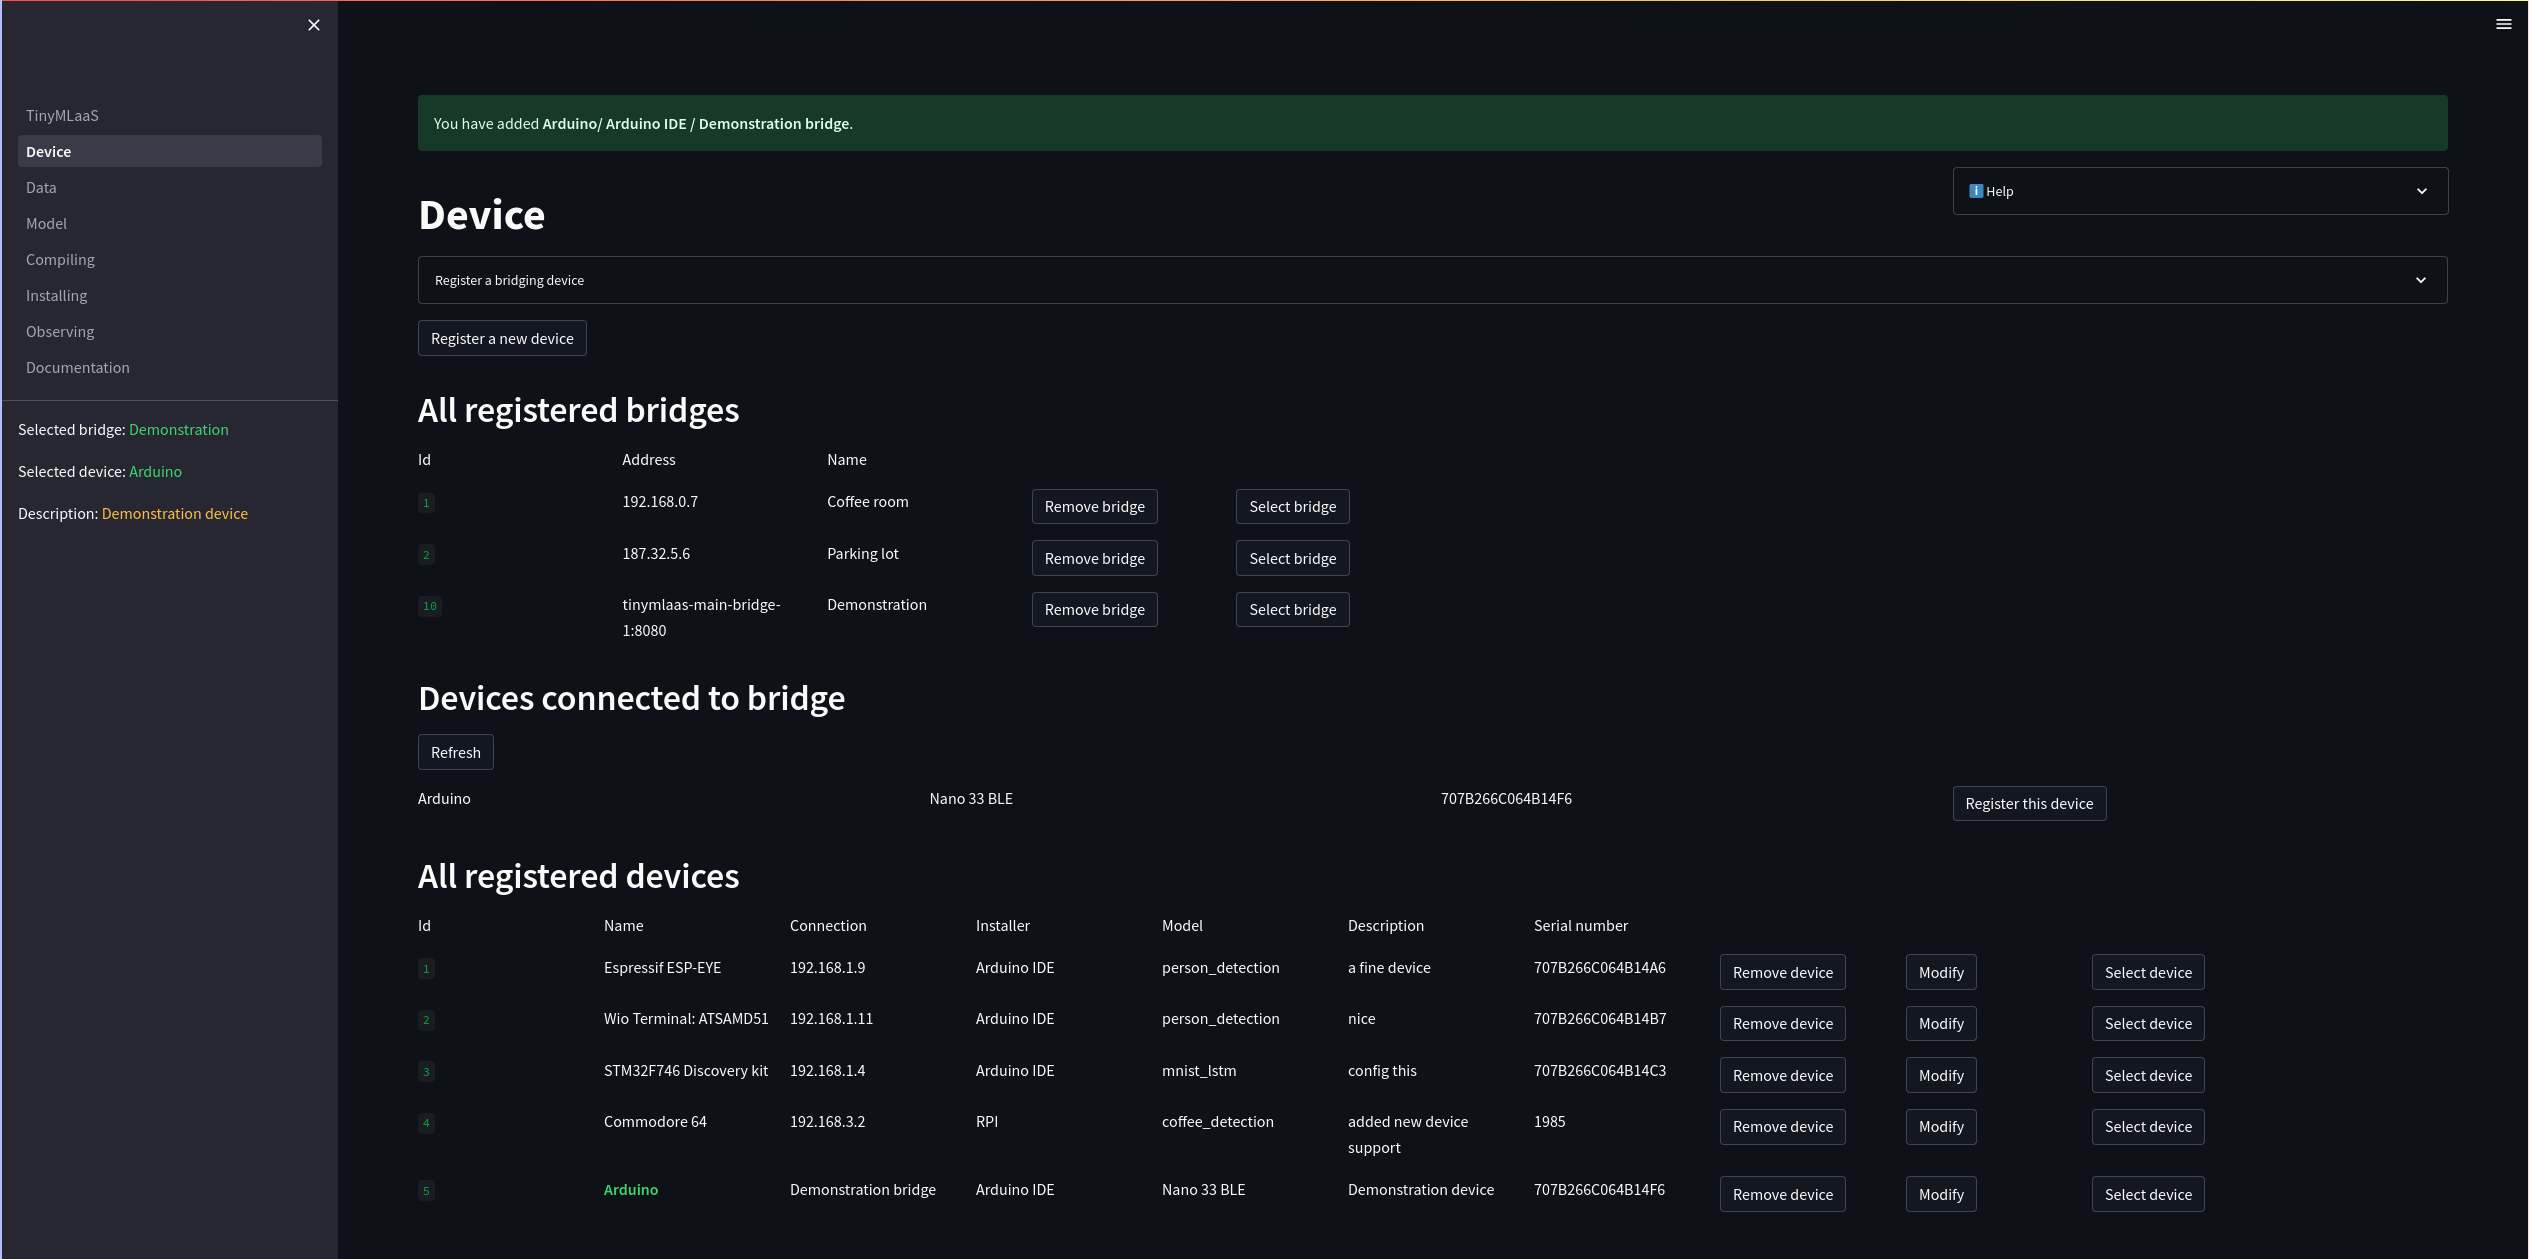 TinyMLaaS
Device
Data
Model
Compiling
Installing
Observing
Documentation
Selected bridge: Demonstration
Selected device: Arduino
Description: Demonstration device
You have added Arduino/ Arduino IDE / Demonstration bridge.
Help
Device
Register a bridging device
Register a new device
All registered bridges
Id Address Name
1 192.168.0.7 Coffee room Remove bridge Select bridge
2 187.32.5.6 Parking lot Remove bridge Select bridge
10 tinymlaas-main-bridge- Demonstration Remove bridge Select bridge
1:8080
Devices connected to bridge
Refresh
Arduino Nano 33 BLE 707B266C064B14F6 Register this device
All registered devices
Id Name Connection Installer Model Description Serial number
1 Espressif ESP-EYE 192.168.1.9 Arduino IDE person_detection a fine device 707B266C064B14A6 Remove device Modify Select device
2 Wio Terminal: ATSAMD51 192.168.1.11 Arduino IDE person_detection nice 707B266C064B14B7 Remove device Modify Select device
3 STM32F746 Discovery kit 192.168.1.4 Arduino IDE mnist_lstm config this 707B266C064B14C3 Remove device Modify Select device
4 Commodore 64 192.168.3.2 RPI coffee_detection added new device 1985 Remove device Modify Select device
support
5 Arduino Demonstration bridge Arduino IDE Nano 33 BLE Demonstration device 707B266C064B14F6 Remove device Modify Select device